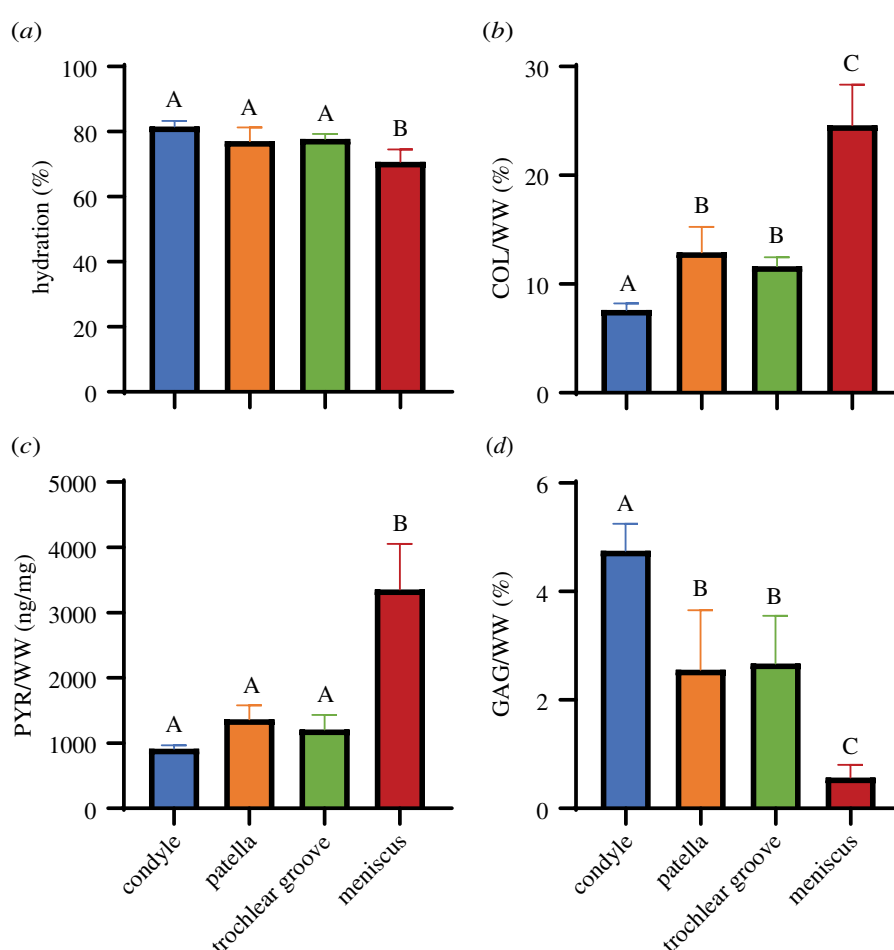 (a)
hydration (%)
100
80
60
40
20
0
A
A
A
B
(b)
COL/WW (%)
30
20
10
0
A
B
B
C
(c)
PYR/WW (ng/mg)
5000
4000
3000
2000
1000
0
A
A
A
B
condyle
patella
trochlear groove
meniscus
(d)
GAG/WW (%)
6
4
2
0
A
B
B
C
condyle
patella
trochlear groove
meniscus